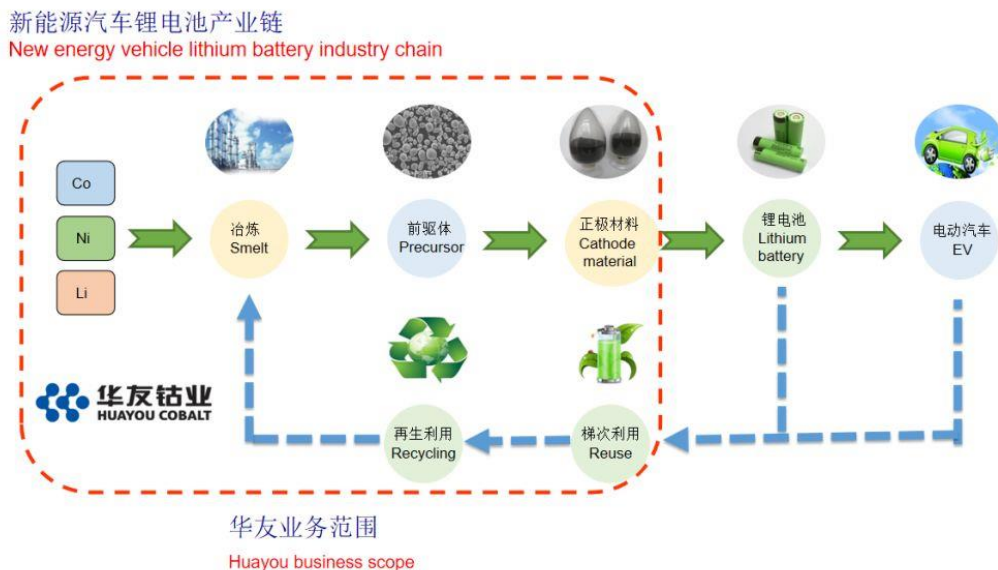 新能源汽车锂电池产业链
New energy vehicle lithium battery industry chain
Co
Ni
Li
冶炼
Smelt
前驱体
Precursor
正极材料
Cathode
material
锂电池
Lithium
battery
电动汽车
EV
华友钴业
HUAYOU COBALT
再生利用
Recycling
梯次利用
Reuse
华友业务范围
Huayou business scope